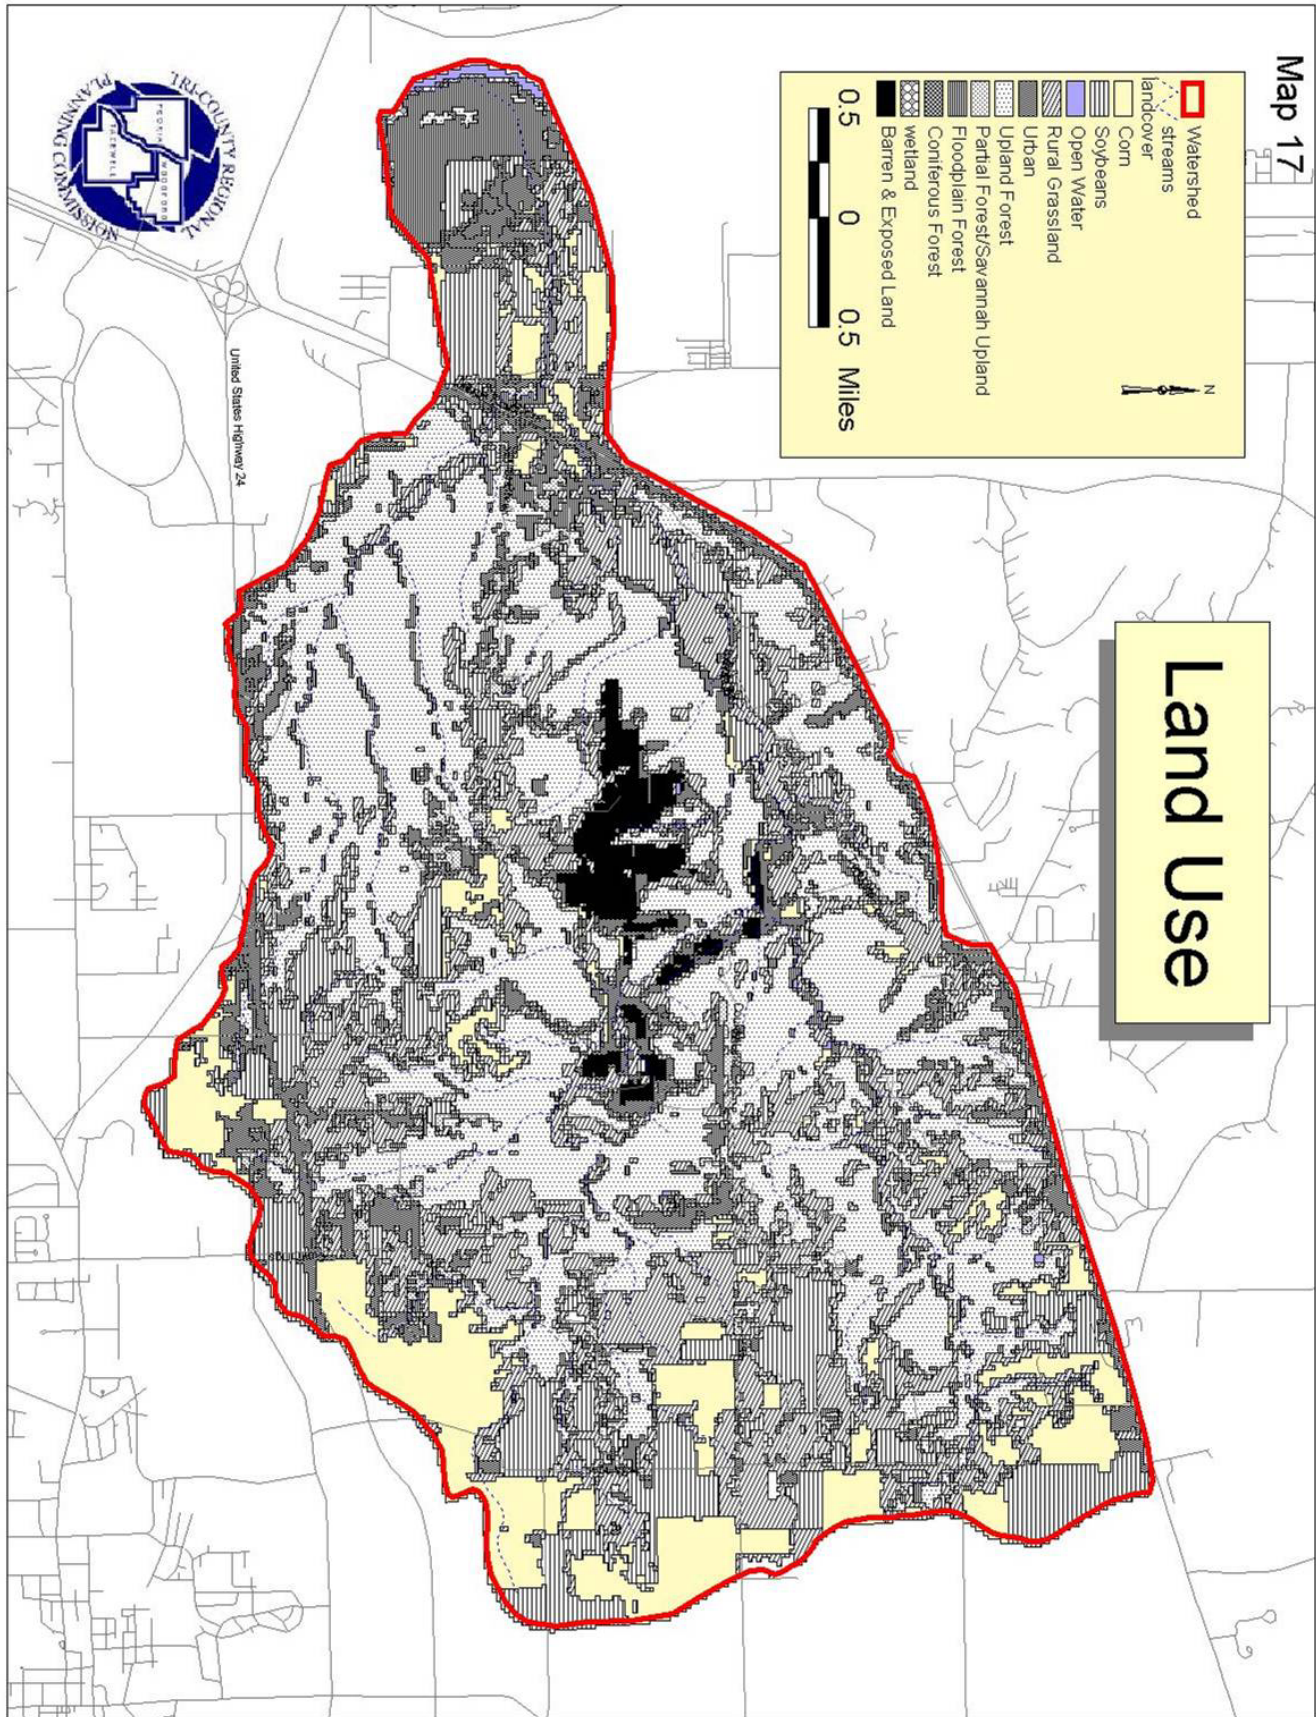 Map 17
Land Use
Watershed
streams
landcover
Corn
Soybeans
Open Water
Rural Grassland
Urban
Upland Forest
Partial Forest/Savannah Upland
Floodplain Forest
Coniferous Forest
wetland
Barren & Exposed Land
0.5 0 0.5 Miles
N
United States Highway 24
TRI-COUNTY REGIONAL
PEORIA
WOODFORD
TAZEWELL
PLANNING COMMISSION